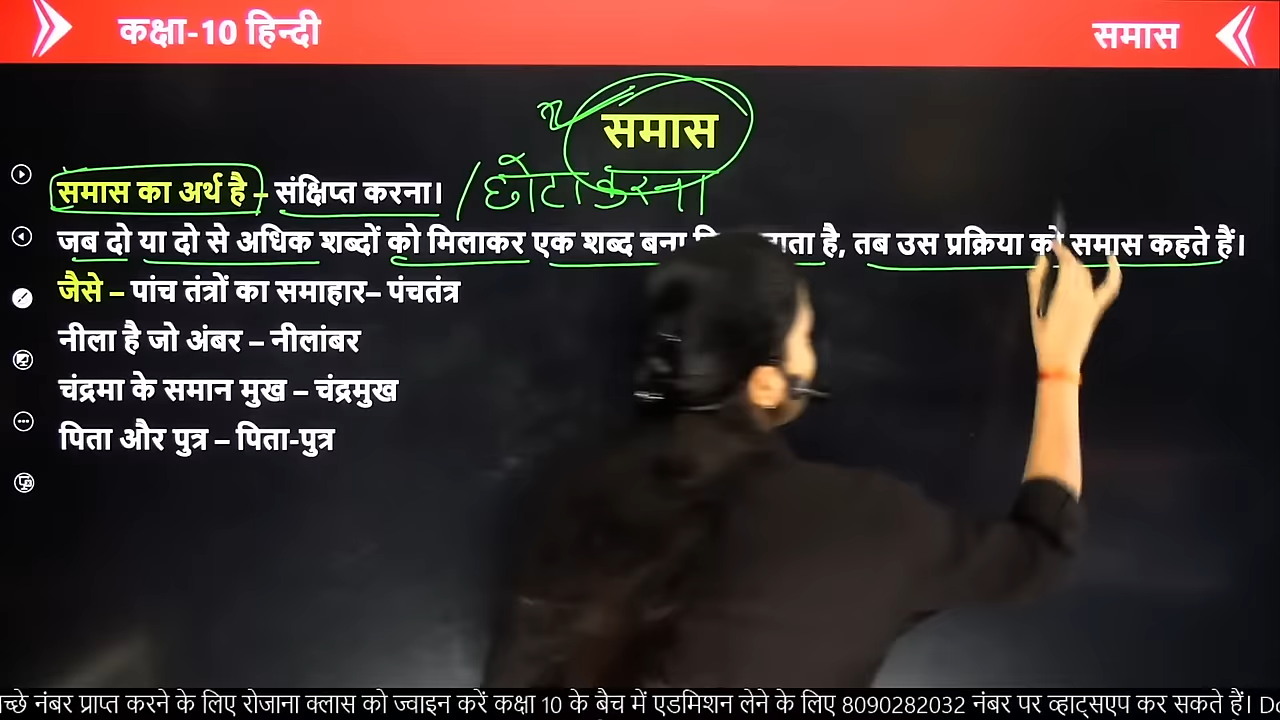 कक्षा-10 हिन्दी
समास
समास
समास का अर्थ है – संक्षिप्त करना। / छोटा करना
जब दो या दो से अधिक शब्दों को मिलाकर एक शब्द बना है, तब उस प्रक्रिया को समास कहते हैं।
जैसे – पांच तंत्रों का समाहार– पंचतंत्र
नीला है जो अंबर – नीलांबर
चंद्रमा के समान मुख – चंद्रमुख
पिता और पुत्र – पिता-पुत्र
नंबर प्राप्त करने के लिए रोजाना क्लास को ज्वाइन करें कक्षा 10 के बैच में एडमिशन लेने के लिए 8090282032 नंबर पर व्हाट्सएप कर सकते हैं।